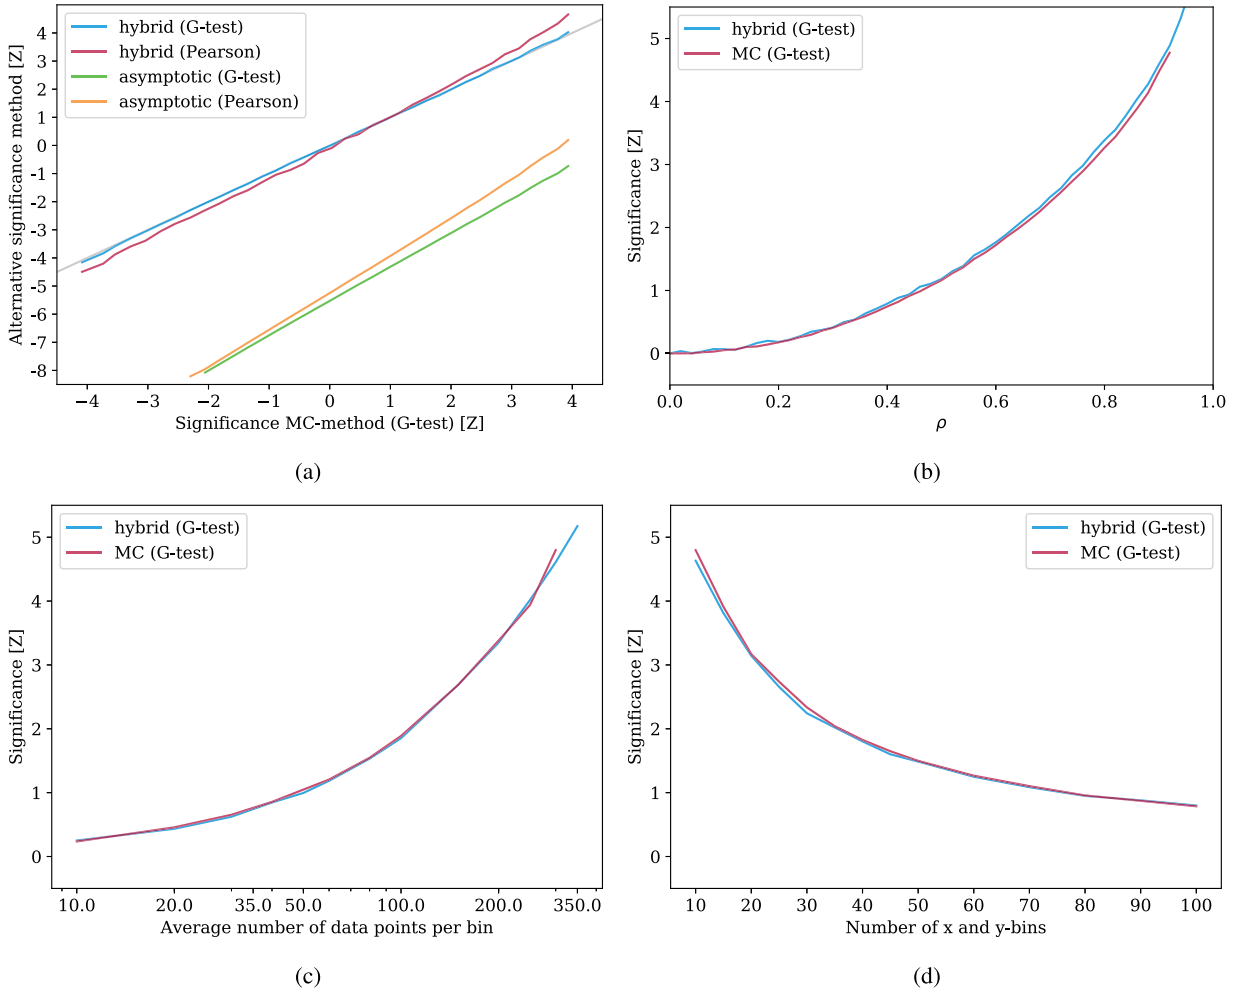 hybrid (G-test)
hybrid (Pearson)
asymptotic (G-test)
asymptotic (Pearson)
Alternative significance method [Z]
4
3
2
1
0
-1
-2
-3
-4
-5
-6
-7
-8
−4 −3 −2 −1 0 1 2 3 4
Significance MC-method (G-test) [Z]
(a)
hybrid (G-test)
MC (G-test)
Significance [Z]
5
4
3
2
1
0
0.0 0.2 0.4 0.6 0.8 1.0
ρ
(b)
hybrid (G-test)
MC (G-test)
Significance [Z]
5
4
3
2
1
0
10.0 20.0 35.0 50.0 100.0 200.0 350.0
Average number of data points per bin
(c)
hybrid (G-test)
MC (G-test)
Significance [Z]
5
4
3
2
1
0
10 20 30 40 50 60 70 80 90 100
Number of x and y-bins
(d)